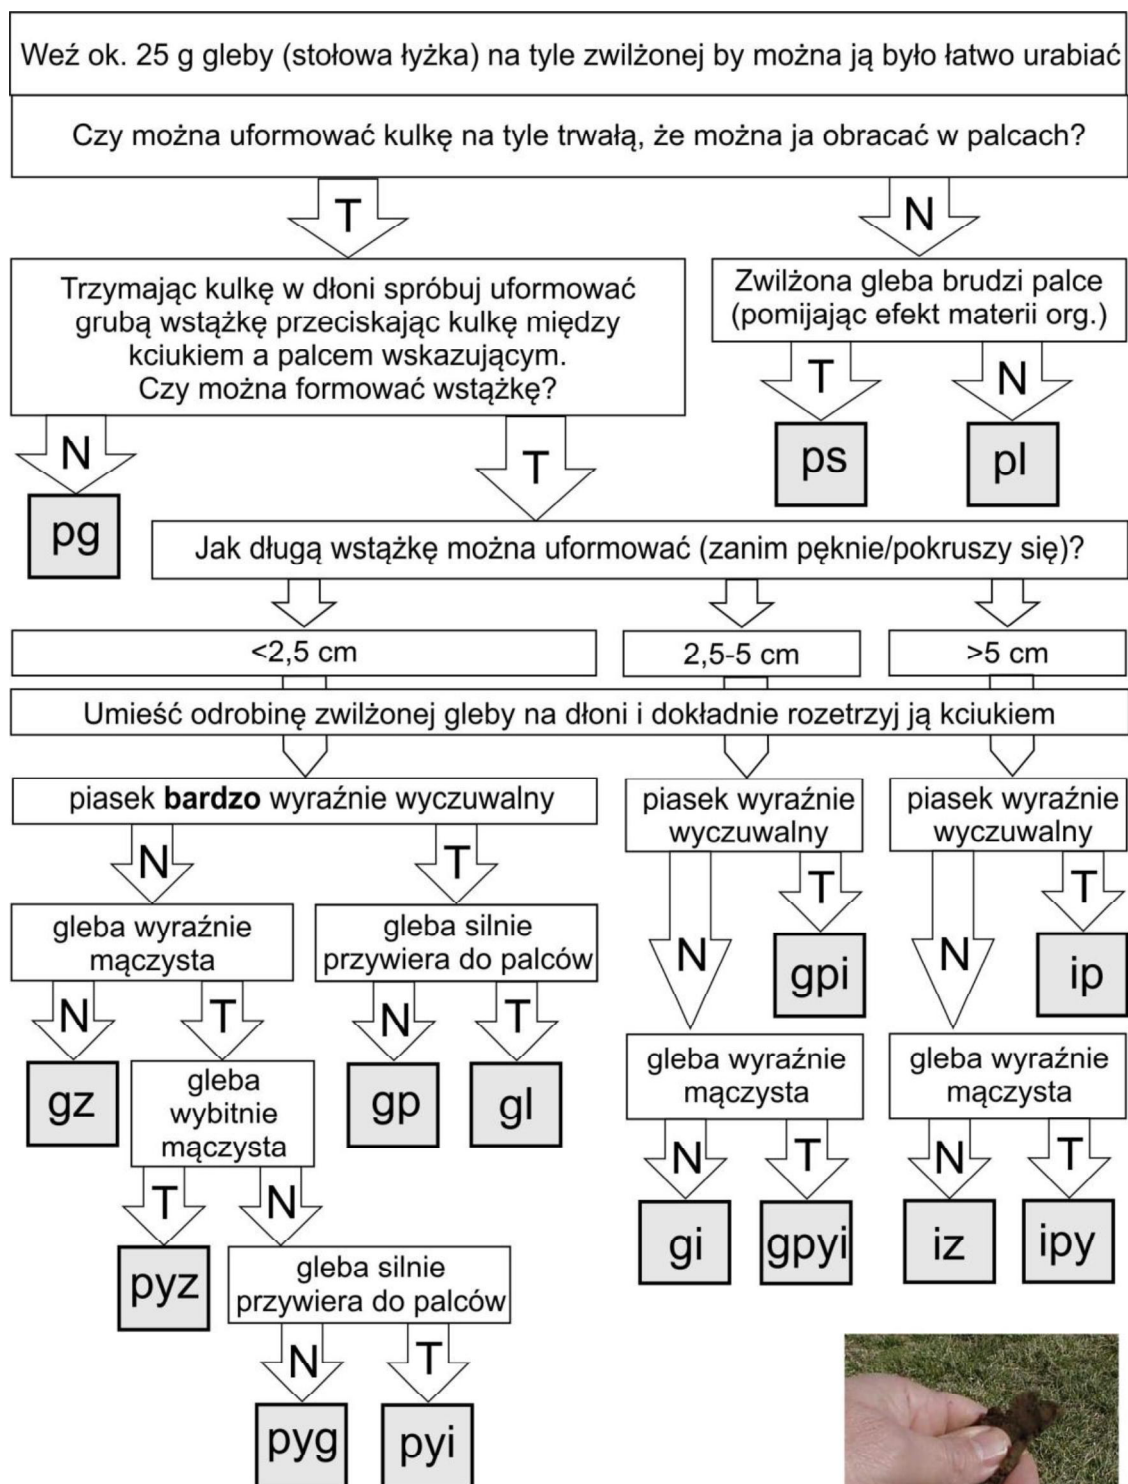 Weź ok. 25 g gleby (stołowa łyżka) na tyle zwilżonej by można ją było łatwo urabiać
Czy można uformować kulkę na tyle trwałą, że można ja obracać w palcach?
T
N
Trzymając kulkę w dłoni spróbuj uformować
grubą wstążkę przeciskając kulkę między
kciukiem a palcem wskazującym.
Czy można formować wstążkę?
Zwilżona gleba brudzi palce
(pomijając efekt materii org.)
T
N
ps
pl
N
T
pg
Jak długą wstążkę można uformować (zanim pęknie/pokruszy się)?
<2,5 cm
2,5-5 cm
>5 cm
Umieść odrobinę zwilżonej gleby na dłoni i dokładnie rozetrzyj ją kciukiem
piasek bardzo wyraźnie wyczuwalny
piasek wyraźnie
wyczuwalny
piasek wyraźnie
wyczuwalny
N
T
N
T
N
T
gleba wyraźnie
mączysta
gleba silnie
przywiera do palców
gpi
ip
N
T
N
T
gz
gleba
wybitnie
mączysta
gp
gl
gleba wyraźnie
mączysta
gleba wyraźnie
mączysta
T
N
N
T
N
T
pyz
gleba silnie
przywiera do palców
gi
gpyi
iz
ipy
N
T
pyg
pyi